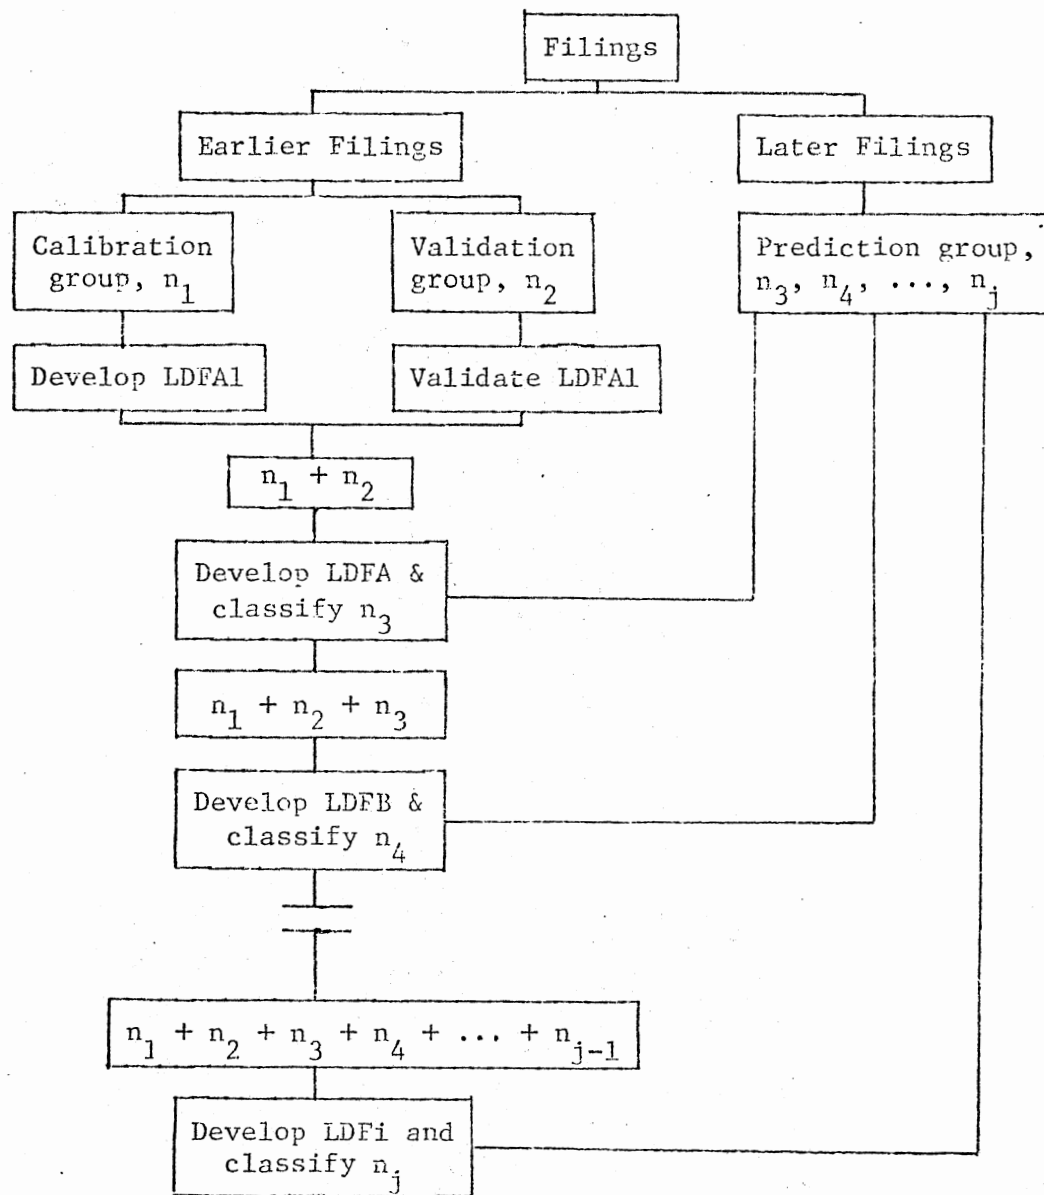 Filings
Earlier Filings
Later Filings
Calibration
group, n₁
Validation
group, n₂
Prediction group,
n₃, n₄, ..., nⱼ
Develop LDFA1
Validate LDFA1
n₁ + n₂
Develop LDFA &
classify n₃
n₁ + n₂ + n₃
Develop LDFB &
classify n₄
n₁ + n₂ + n₃ + n₄ + ... + nⱼ₋₁
Develop LDFi and
classify nⱼ